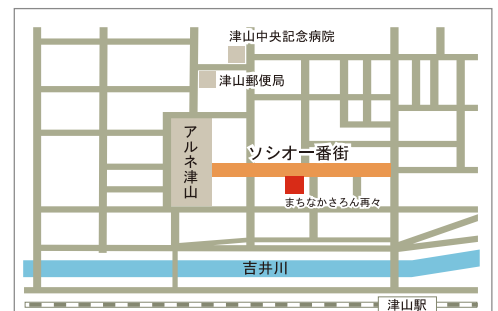 津山中央記念病院
津山郵便局
アルネ津山
ソシオ一番街
まちなかさろん再々
吉井川
津山駅